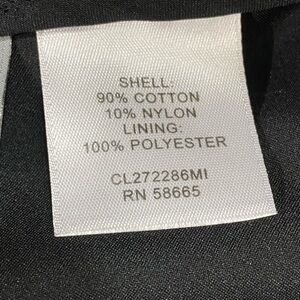 SHELL:
90% COTTON
10% NYLON
LINING:
100% POLYESTER
CL272286MI
RN 58665